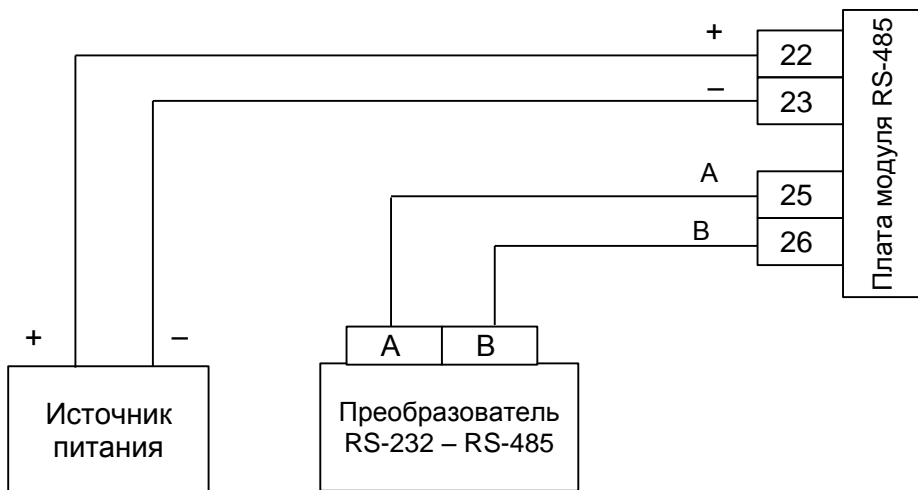 +
22
–
23
A
25
B
26
Плата модуля RS-485
+
–
A
B
Источник
питания
Преобразователь
RS-232 – RS-485